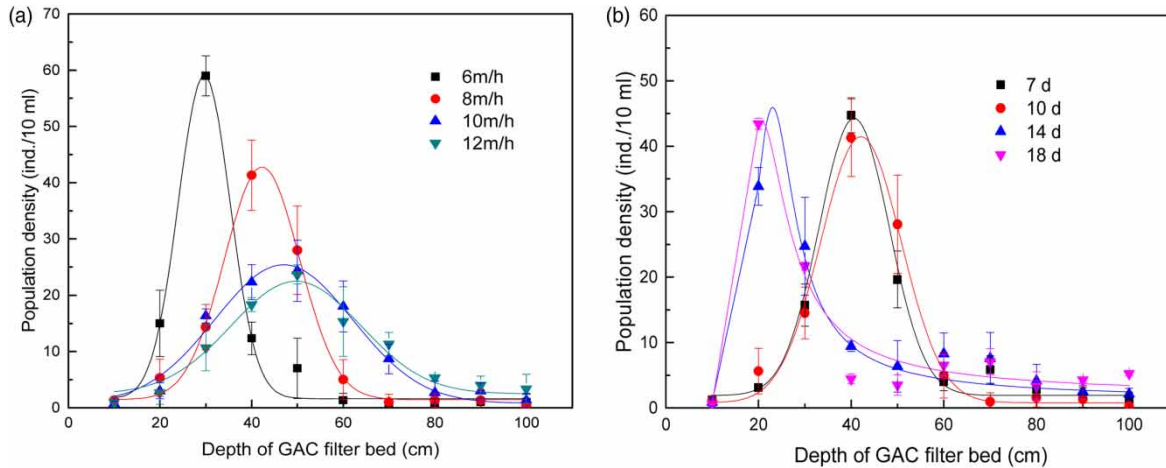 (a)
70
60
50
40
30
20
10
0
Population density (ind./10 ml)
6m/h
8m/h
10m/h
12m/h
0 20 40 60 80 100
Depth of GAC filter bed (cm)
(b)
60
50
40
30
20
10
0
Population density (ind./10 ml)
7 d
10 d
14 d
18 d
0 20 40 60 80 100
Depth of GAC filter bed (cm)